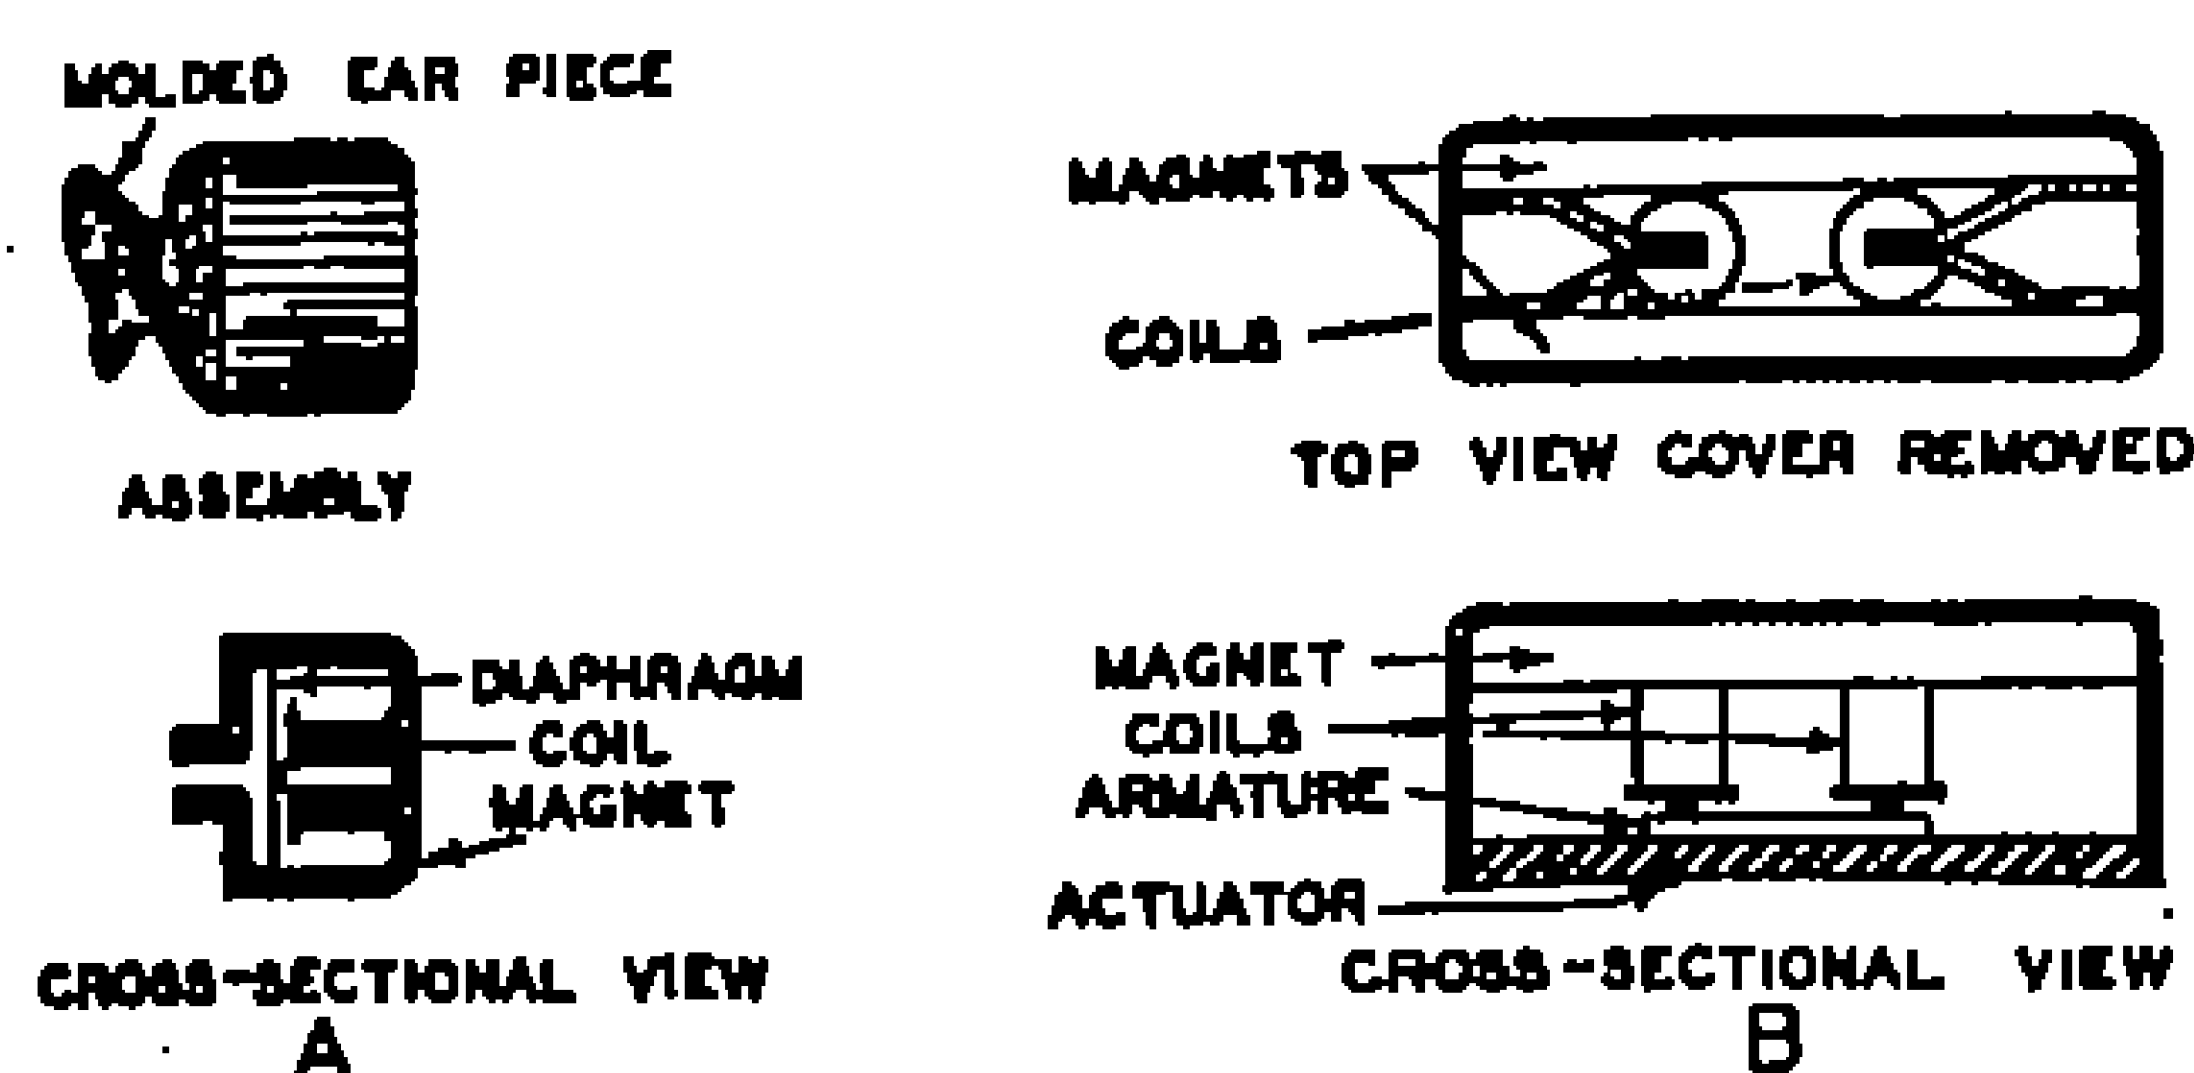 MOLDED EAR PIECE
ASSEMBLY
DIAPHRAGM
COIL
MAGNET
CROSS-SECTIONAL VIEW
A
MAGNETS
COILS
TOP VIEW COVER REMOVED
MAGNET
COILS
ARMATURE
ACTUATOR
CROSS-SECTIONAL VIEW
B